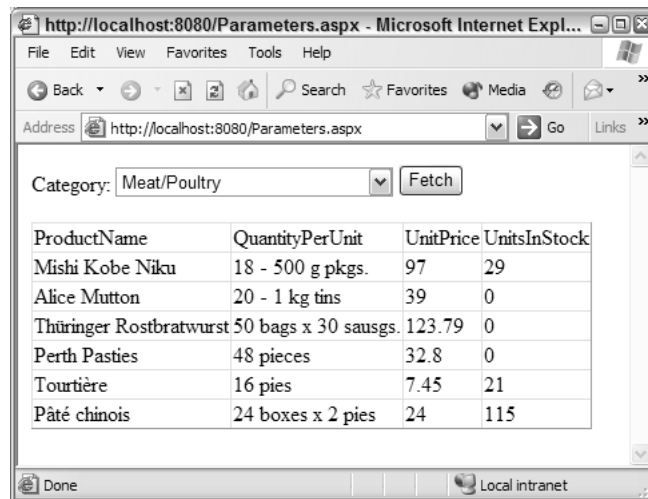 http://localhost:8080/Parameters.aspx - Microsoft Internet Expl...
File Edit View Favorites Tools Help
Back Search Favorites Media »
Address http://localhost:8080/Parameters.aspx Go Links »
Category: Meat/Poultry Fetch
ProductName QuantityPerUnit UnitPrice UnitsInStock
Mishi Kobe Niku 18 - 500 g pkgs. 97 29
Alice Mutton 20 - 1 kg tins 39 0
Thüringer Rostbratwurst 50 bags x 30 sausgs. 123.79 0
Perth Pasties 48 pieces 32.8 0
Tourtière 16 pies 7.45 21
Pâté chinois 24 boxes x 2 pies 24 115
Done Local intranet